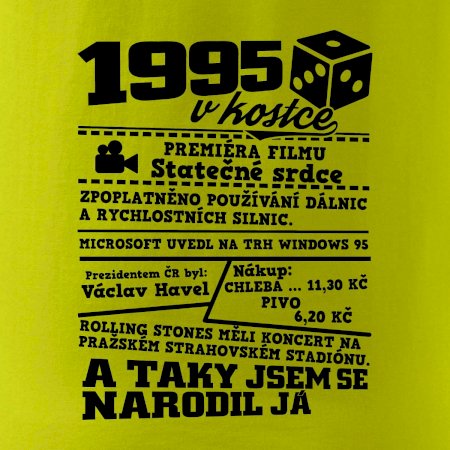 1995
v kostce
PREMIÉRA FILMU
Statečné srdce
ZPOPLATNĚNO POUŽÍVÁNÍ DÁLNIC
A RYCHLOSTNÍCH SILNIC.
MICROSOFT UVEDL NA TRH WINDOWS 95
Prezidentem ČR byl:
Václav Havel
Nákup:
CHLEBA ... 11,30 KČ
PIVO
6,20 KČ
ROLLING STONES MĚLI KONCERT NA
PRAŽSKÉM STRAHOVSKÉM STADIÓNU.
A TAKY JSEM SE
NARODIL JÁ